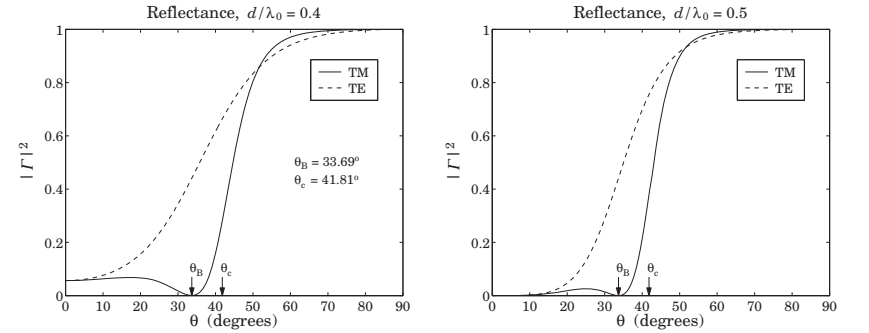 Reflectance, d/λ₀ = 0.4
| Γ |²
1
0.8
0.6
0.4
0.2
0
TM
TE
θB = 33.69º
θc = 41.81º
θB
θc
0 10 20 30 40 50 60 70 80 90
θ (degrees)
Reflectance, d/λ₀ = 0.5
| Γ |²
1
0.8
0.6
0.4
0.2
0
TM
TE
θB
θc
0 10 20 30 40 50 60 70 80 90
θ (degrees)